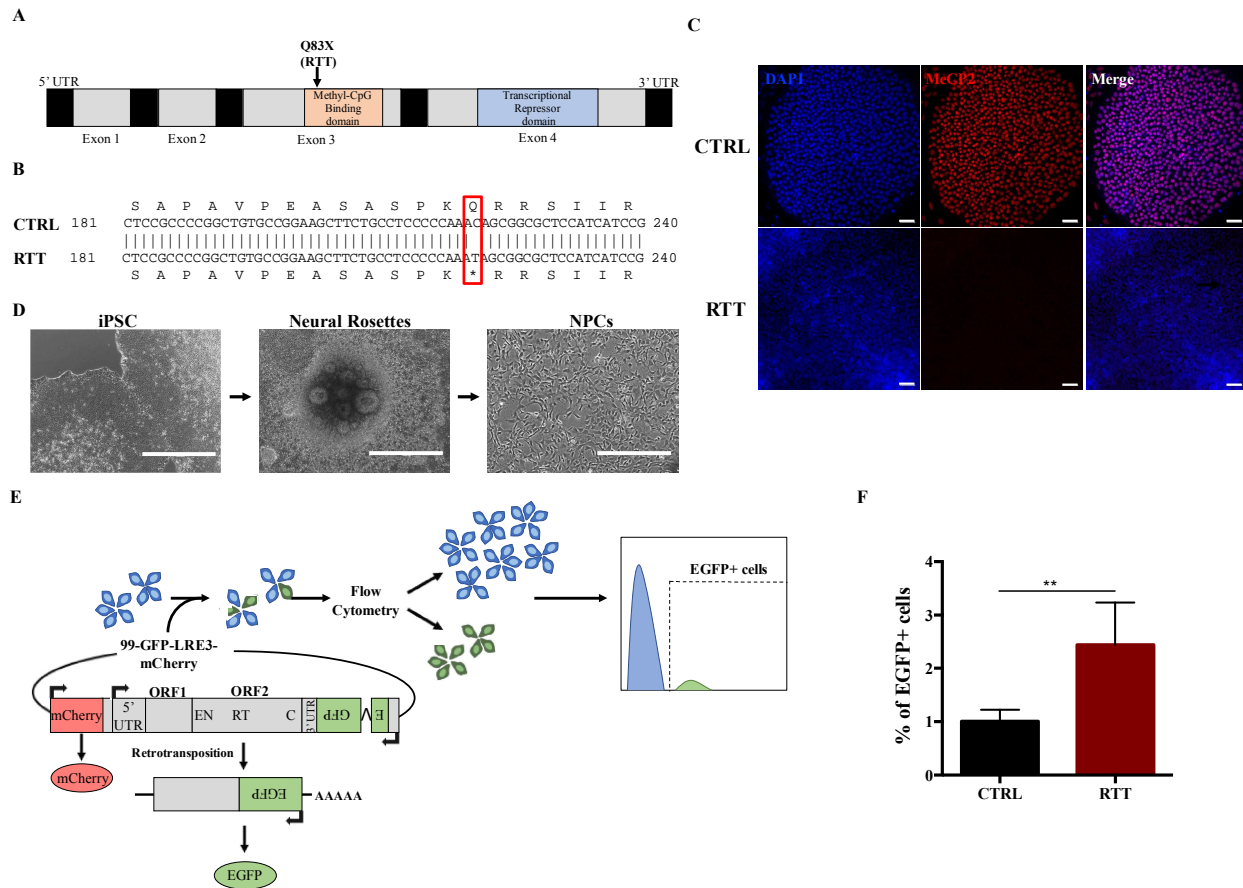 A
Q83X
(RTT)
5' UTR
3' UTR
Methyl-CpG
Binding
domain
Transcriptional
Repressor
domain
Exon 1
Exon 2
Exon 3
Exon 4
B
S A P A V P E A S A S P K Q R R S I I R
CTRL 181 CTCCGCCCCGGCTGTGCCGGAAGCTTCTGCCTCCCCCAAACAGCGGCGCTCCATCATCCG 240
||||||||||||||||||||||||||||||||||||||||| ||||||||||||||||||
RTT 181 CTCCGCCCCGGCTGTGCCGGAAGCTTCTGCCTCCCCCAAATAGCGGCGCTCCATCATCCG 240
S A P A V P E A S A S P K * R R S I I R
C
DAPI
MeCP2
Merge
CTRL
RTT
D
iPSC
Neural Rosettes
NPCs
E
99-GFP-LRE3-
mCherry
Flow
Cytometry
EGFP+ cells
mCherry
5'
UTR
ORF1
ORF2
EN
RT
C
3' UTR
GFP
E
Retrotransposition
mCherry
EGFP
AAAAA
EGFP
F
% of EGFP+ cells
4
3
2
1
0
**
CTRL
RTT